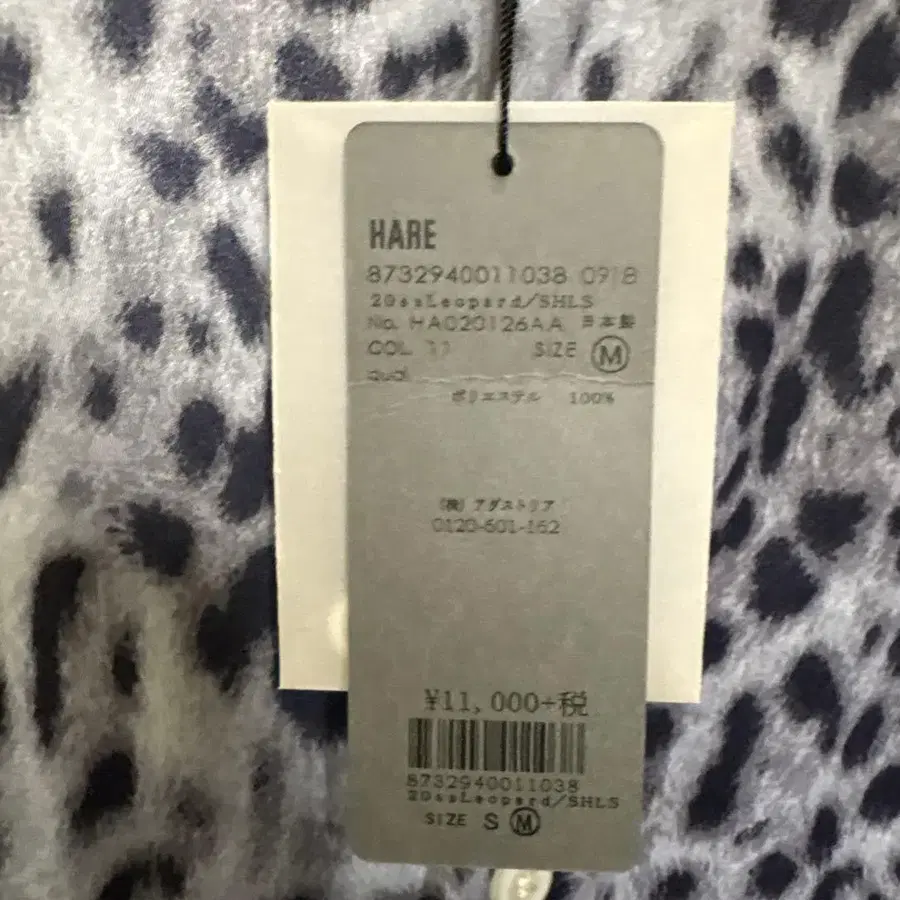 HARE
8732940011038 0918
20ssLeopard/SHLS
No. HA020126AA 日本製
COL. 11 SIZE M
qual
ポリエステル 100%
(株) アダストリア
0120-601-162
¥11,000+税
8732940011038
20ssLeopard/SHLS
SIZE S M